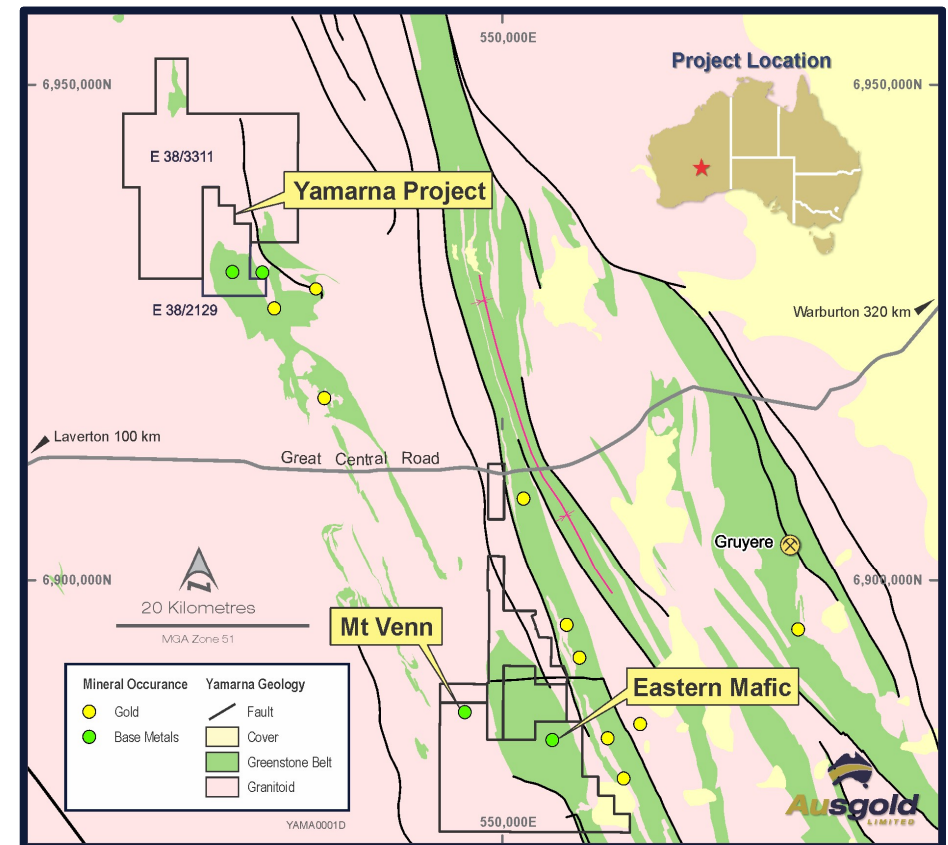 550,000E
6,950,000N
Project Location
6,950,000N
E 38/3311
Yamarna Project
E 38/2129
Warburton 320 km
Laverton 100 km
Great Central Road
Gruyere
6,900,000N
6,900,000N
N
20 Kilometres
MGA Zone 51
Mt Venn
Eastern Mafic
Mineral Occurance
Yamarna Geology
Gold
Fault
Base Metals
Cover
Greenstone Belt
Granitoid
YAMA0001D
550,000E
Ausgold
LIMITED